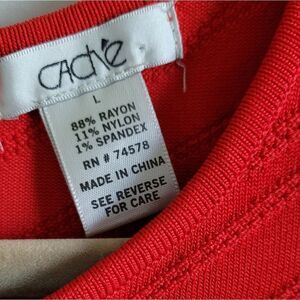 CAChé
L
88% RAYON
11% NYLON
1% SPANDEX
RN # 74578
MADE IN CHINA
SEE REVERSE
FOR CARE